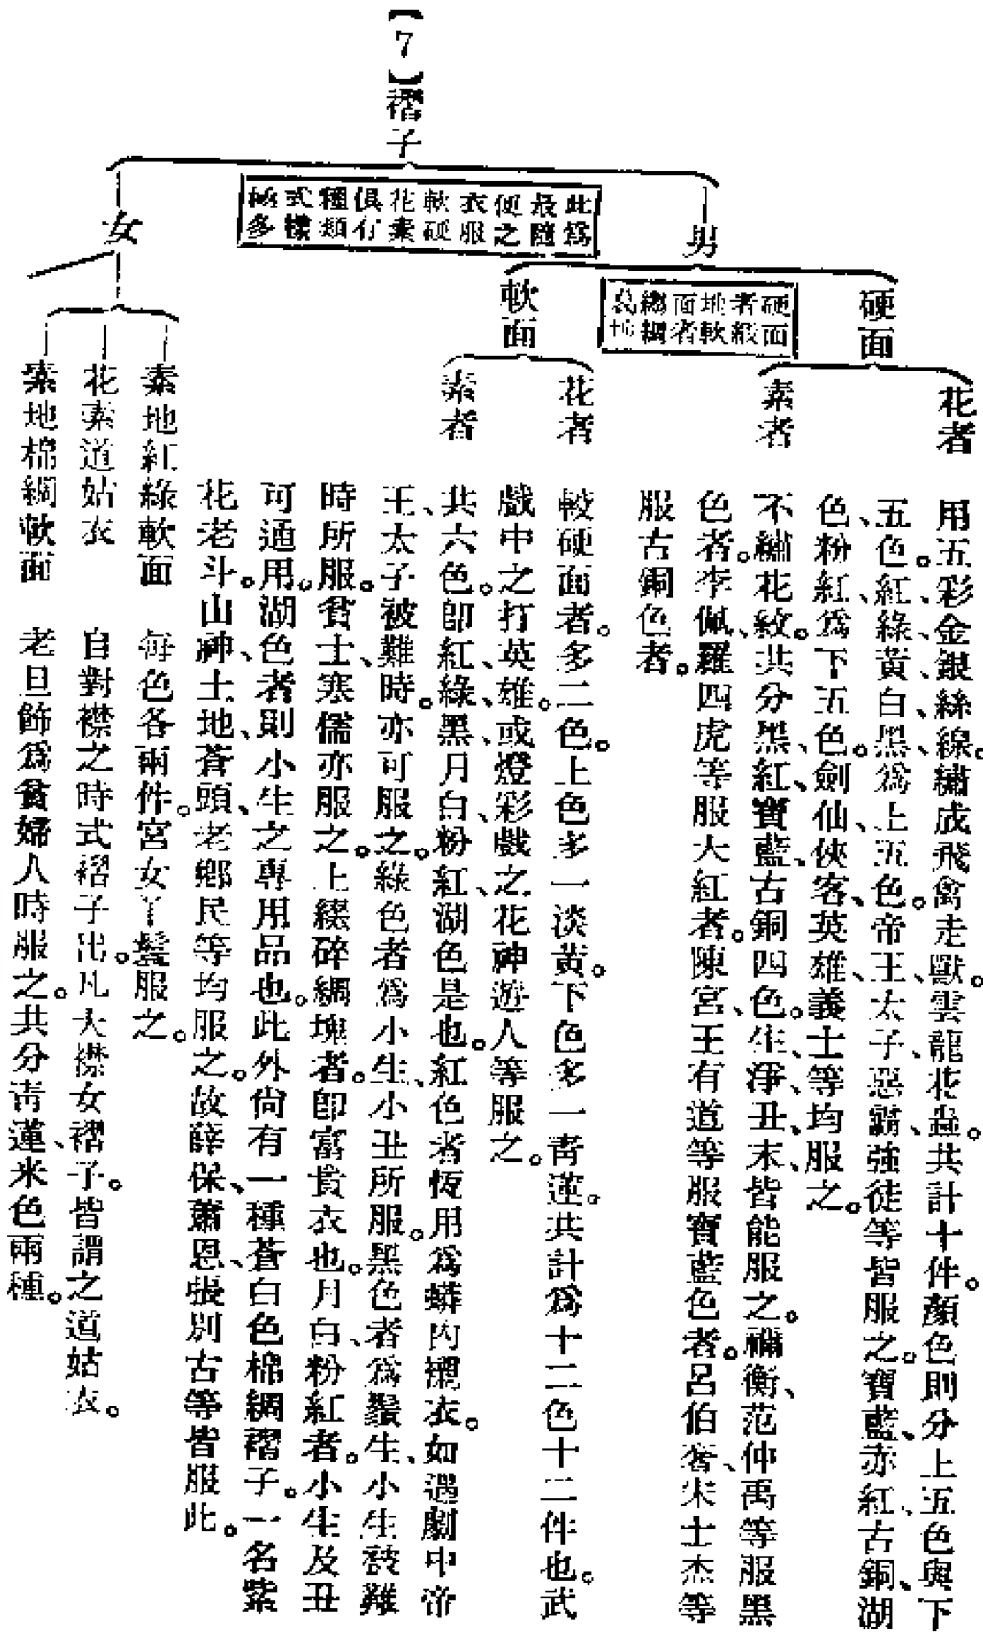 【7】褶子
此爲
最隨
便之
衣服
軟硬
花素
俱有
種類
式樣
極多
男
硬面
者緞
地軟
面者
縐綢
硬面
花者
用五彩金銀絲線。繡成飛禽走獸。雲龍花蟲。共計十件。顏色則分上五色與下
五色。紅、綠、黃、白、黑、爲上五色。帝王、太子、惡霸、強徒等皆服之。寶藍、赤紅、古銅、湖
色、粉紅、爲下五色。劍仙、俠客、英雄、義士等均服之。
素者
不繡花紋。共分黑、紅、寶藍、古銅四色。生、淨、丑、末、皆能服之。禰衡、范仲禹等服黑
色者。李佩、羅四虎等服大紅者。陳宮、王有道等服寶藍色者。呂伯奢、宋士杰等
服古銅色者。
軟面
花者
較硬面者。多二色。上色多一淡黃。下色多一青蓮。共計爲十二色十二件也。武
戲中之打英雄。或燈彩戲之花神、遊人等服之。
素者
共六色。卽紅、綠、黑、月白、粉紅、湖色是也。紅色者恆用爲蟒內襯衣。如遇劇中帝
王、太子被難時。亦可服之。綠色者爲小生、小丑所服。黑色者爲鬚生、小生被難
時所服。貧士、寒儒亦服之。上綴碎綢塊者。卽富貴衣也。月白、粉紅者。小生及丑
可通用。湖色者則小生之專用品也。此外尙有一種蒼白色棉綢褶子。一名紫
花老斗。山神、土地、蒼頭、老鄉民等均服之。故薛保、蕭恩、張別古等皆服此。
女
素地紅綠軟面
每色各兩件。宮女丫鬟服之。
花素道姑衣
自對襟之時式褶子出。凡大襟女褶子。皆謂之道姑衣。
素地棉綢軟面
老旦飾爲貧婦人時服之。共分靑蓮、米色兩種。